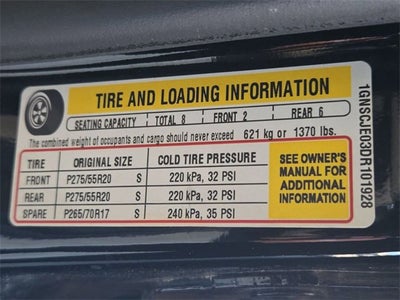 TIRE AND LOADING INFORMATION
SEATING CAPACITY TOTAL 8 FRONT 2 REAR 6
The combined weight of occupants and cargo should never exceed 621 kg or 1370 lbs.
TIRE ORIGINAL SIZE COLD TIRE PRESSURE
FRONT P275/55R20 S 220 kPa, 32 PSI
REAR P275/55R20 S 220 kPa, 32 PSI
SPARE P265/70R17 S 240 kPa, 35 PSI
SEE OWNER'S
MANUAL FOR
ADDITIONAL
INFORMATION
1GNSCJE03DR101928